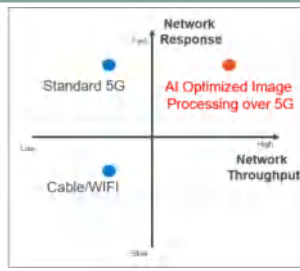 Network
Response
Fast
Standard 5G
AI Optimized Image
Processing over 5G
Low
High
Network
Throughput
Cable/WIFI
Slow